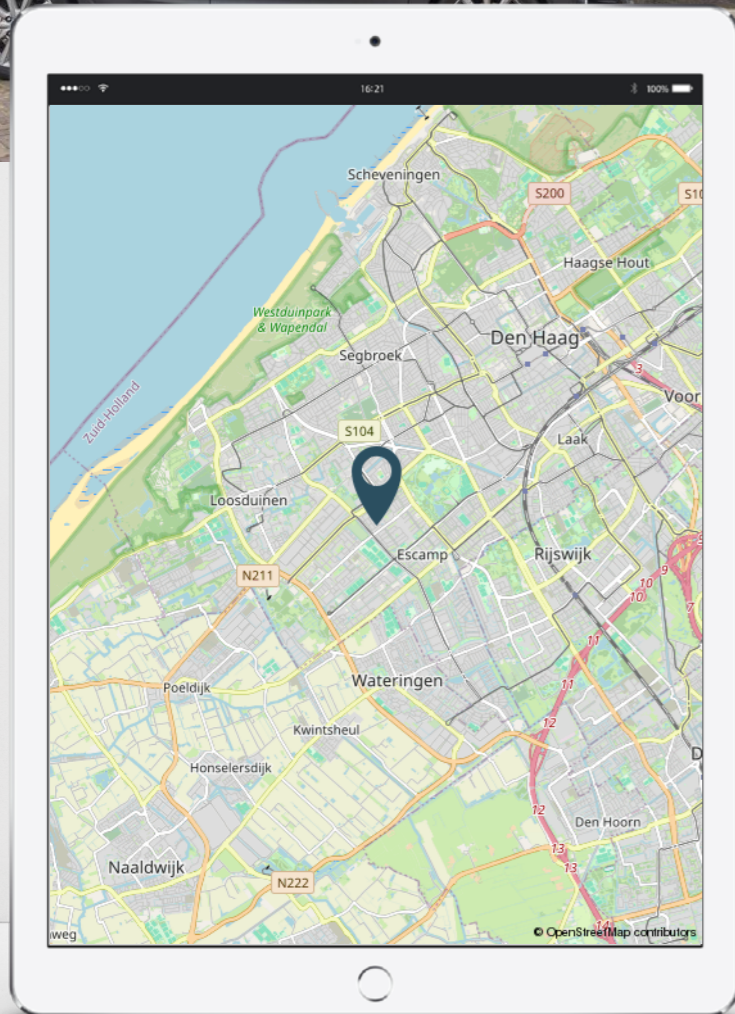 16:21
100%
Scheveningen
S200
S10
Haagse Hout
Westduinpark
& Wapendal
Den Haag
Segbroek
3
Voor
Zuid-Holland
S104
Laak
Loosduinen
Escamp
Rijswijk
8
N211
9
10
10
7
11
Wateringen
11
Poeldijk
12
Kwintsheul
D
Honselersdijk
12
Den Hoorn
13
Naaldwijk
13
N222
14
weg
© OpenStreetMap contributors